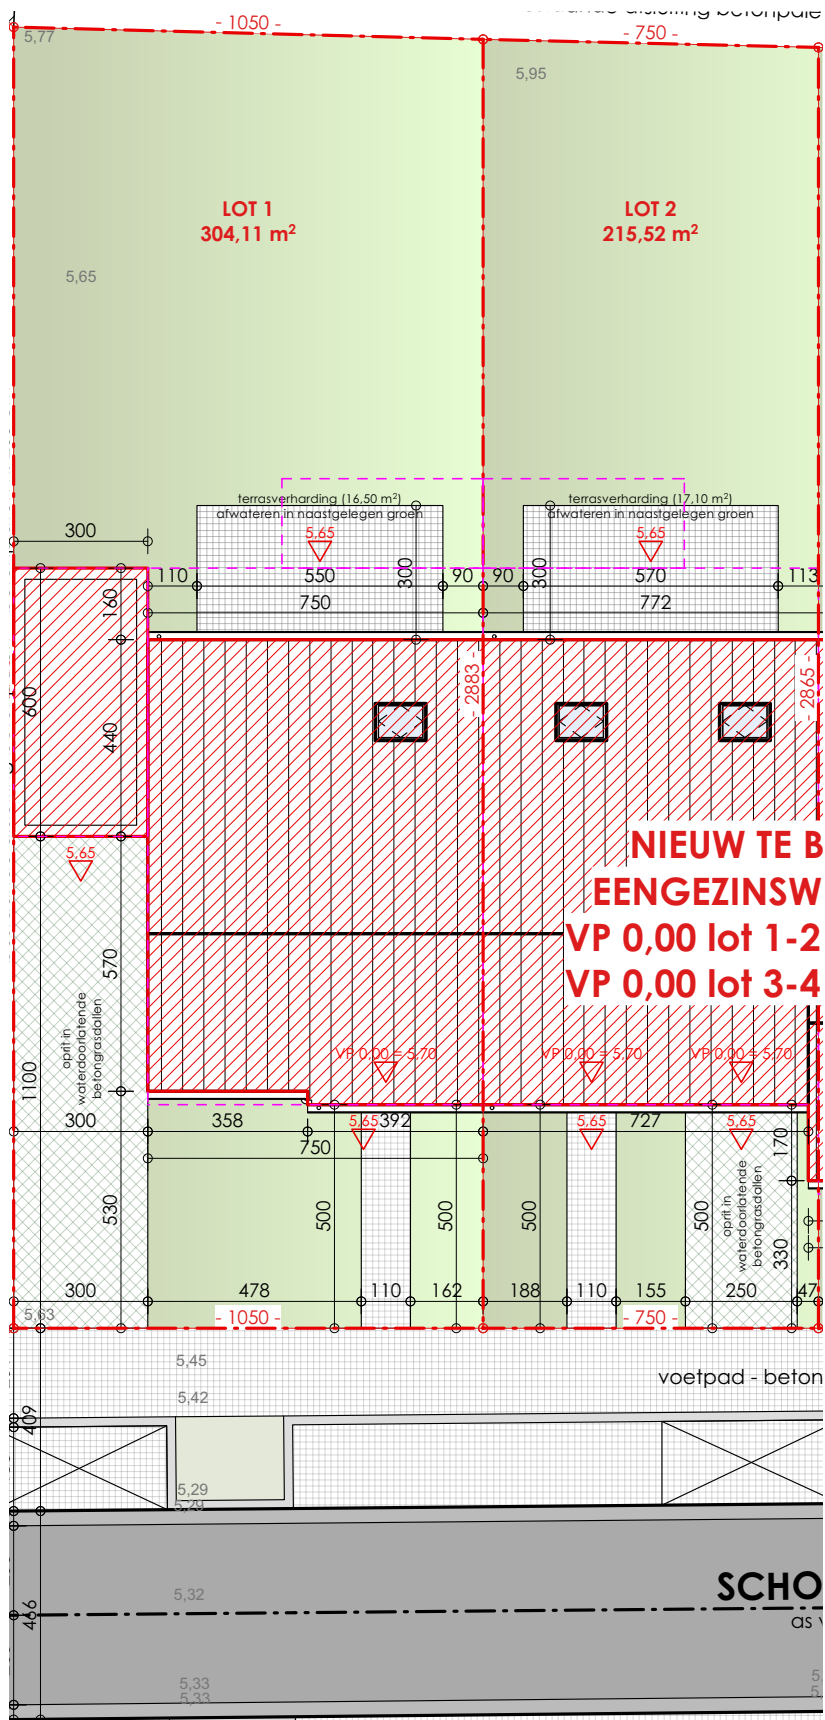 - 1050 -
- 750 -
5,77
5,95
LOT 1
304,11 m²
LOT 2
215,52 m²
5,65
terrasverharding (16,50 m²)
afwateren in naastgelegen groen
terrasverharding (17,10 m²)
afwateren in naastgelegen groen
5,65
5,65
300
110
550
300
90
90
300
570
113
750
772
160
600
440
- 2883 -
- 2865 -
5,65
NIEUW TE B
EENGEZINSW
VP 0,00 lot 1-2
VP 0,00 lot 3-4
570
1100
oprit in
waterdoorlatende
betongrasdallen
VP 0,00 = 5,70
VP 0,00 = 5,70
VP 0,00 = 5,70
300
358
5,65
392
5,65
727
5,65
170
750
530
500
500
500
500
oprit in
waterdoorlatende
betongrasdallen
330
300
478
110
162
188
110
155
250
47
5,63
- 1050 -
- 750 -
5,45
voetpad - beton
5,42
409
5,29
5,29
SCHO
5,32
466
as
5,33
5,33